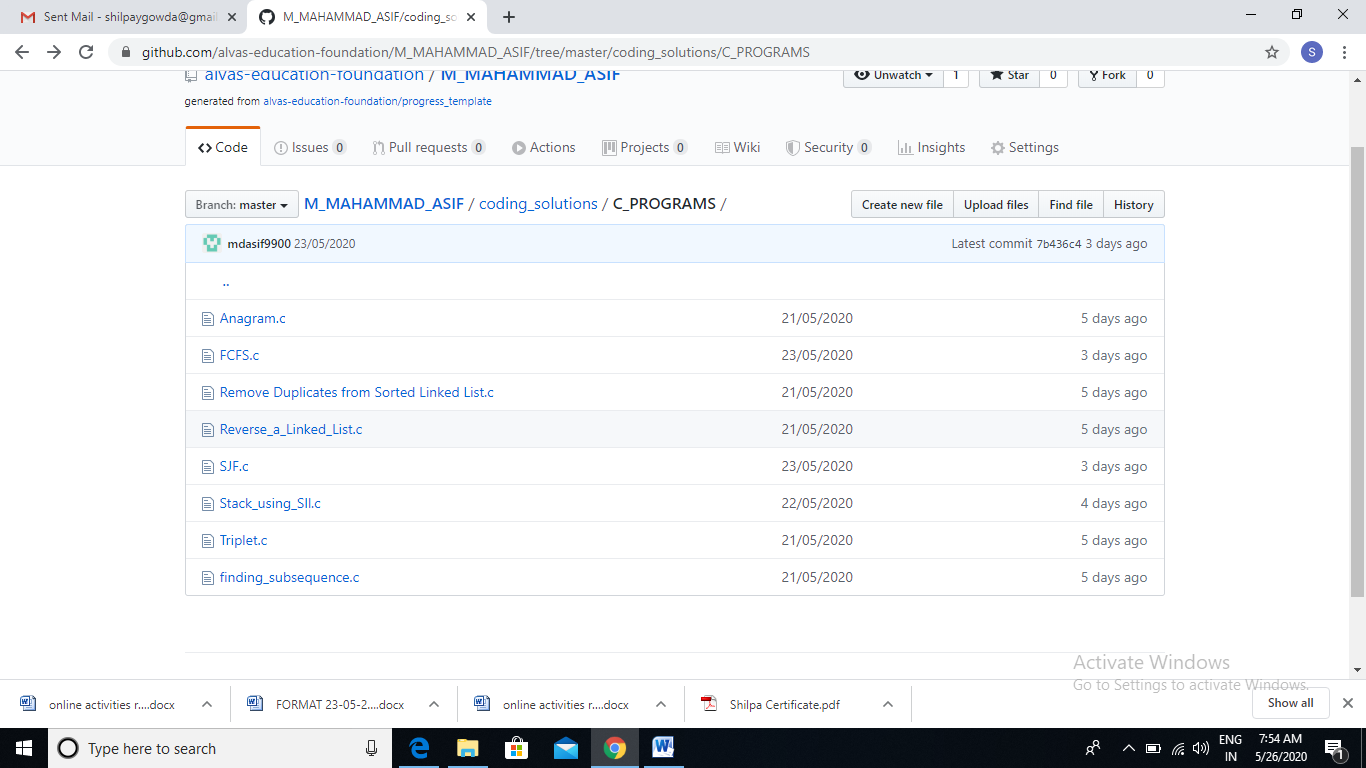 Sent Mail - shilpaygowda@gmail
M_MAHAMMAD_ASIF/coding_so
github.com/alvas-education-foundation/M_MAHAMMAD_ASIF/tree/master/coding_solutions/C_PROGRAMS
S
alvas-education-foundation / M_MAHAMMAD_ASIF
Unwatch 1 Star 0 Fork 0
generated from alvas-education-foundation/progress_template
Code Issues 0 Pull requests 0 Actions Projects 0 Wiki Security 0 Insights Settings
Branch: master M_MAHAMMAD_ASIF / coding_solutions / C_PROGRAMS / Create new file Upload files Find file History
mdasif9900 23/05/2020 Latest commit 7b436c4 3 days ago
..
Anagram.c 21/05/2020 5 days ago
FCFS.c 23/05/2020 3 days ago
Remove Duplicates from Sorted Linked List.c 21/05/2020 5 days ago
Reverse_a_Linked_List.c 21/05/2020 5 days ago
SJF.c 23/05/2020 3 days ago
Stack_using_Sll.c 22/05/2020 4 days ago
Triplet.c 21/05/2020 5 days ago
finding_subsequence.c 21/05/2020 5 days ago
Activate Windows
Go to Settings to activate Windows.
online activities r....docx FORMAT 23-05-2....docx online activities r....docx Shilpa Certificate.pdf Show all
Type here to search
ENG 7:54 AM
IN 5/26/2020 1